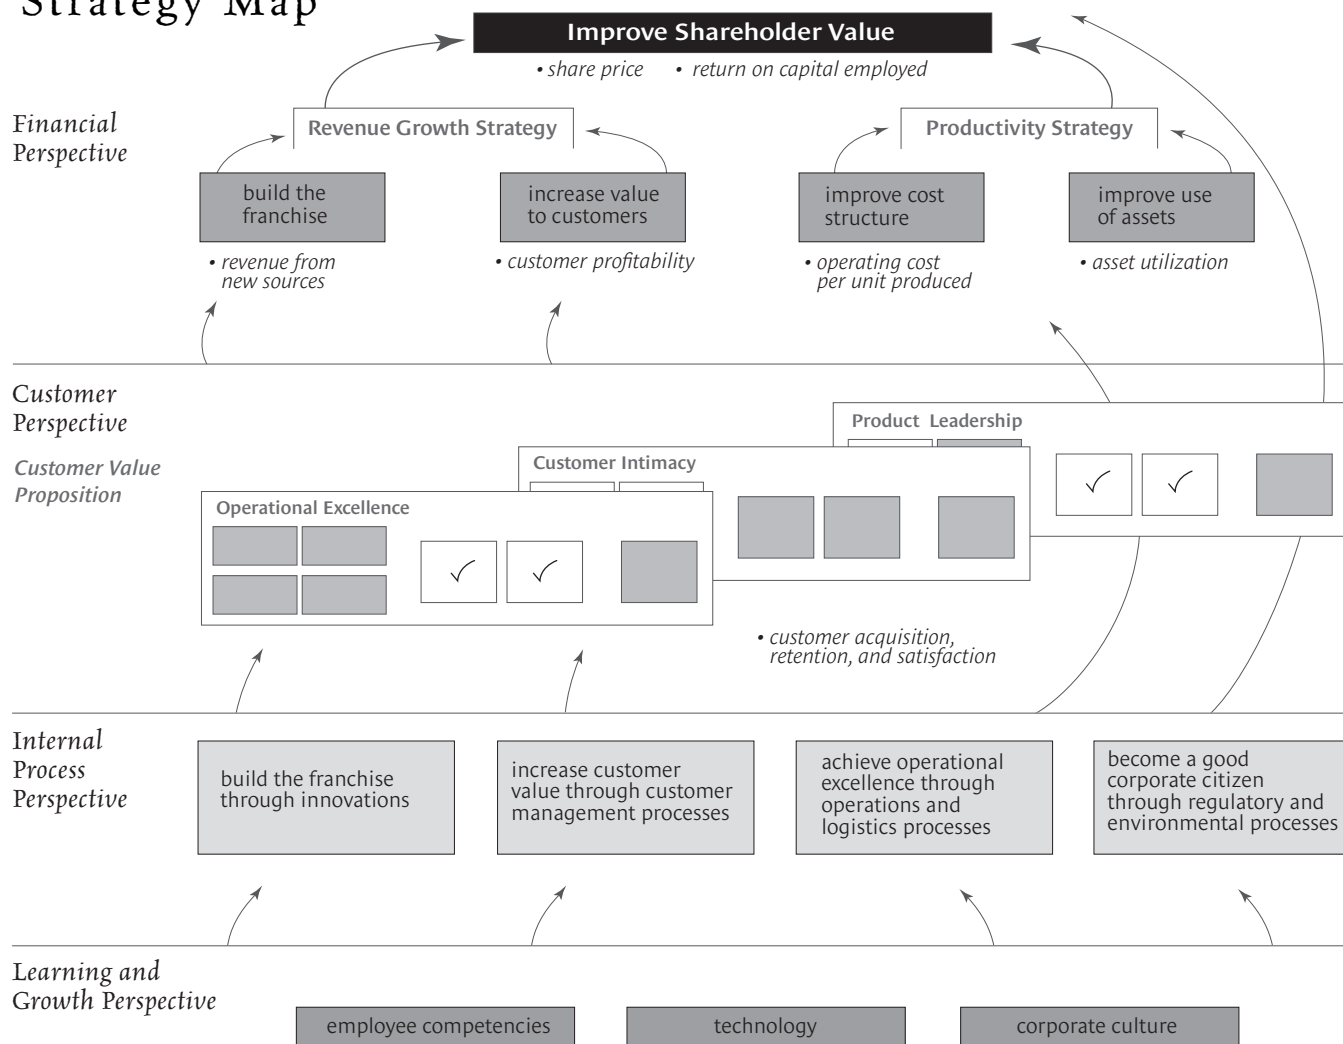 Strategy Map
Improve Shareholder Value
• share price • return on capital employed
Financial
Perspective
Revenue Growth Strategy
Productivity Strategy
build the
franchise
increase value
to customers
improve cost
structure
improve use
of assets
• revenue from
new sources
• customer profitability
• operating cost
per unit produced
• asset utilization
Customer
Perspective
Customer Value
Proposition
Product Leadership
Customer Intimacy
Operational Excellence
• customer acquisition,
retention, and satisfaction
Internal
Process
Perspective
build the franchise
through innovations
increase customer
value through customer
management processes
achieve operational
excellence through
operations and
logistics processes
become a good
corporate citizen
through regulatory and
environmental processes
Learning and
Growth Perspective
employee competencies
technology
corporate culture